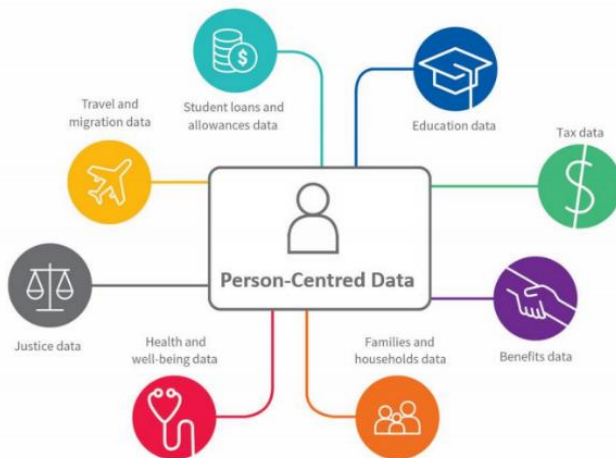 Student loans and
allowances data
Education data
Travel and
migration data
Tax data
Person-Centred Data
Justice data
Health and
well-being data
Families and
households data
Benefits data